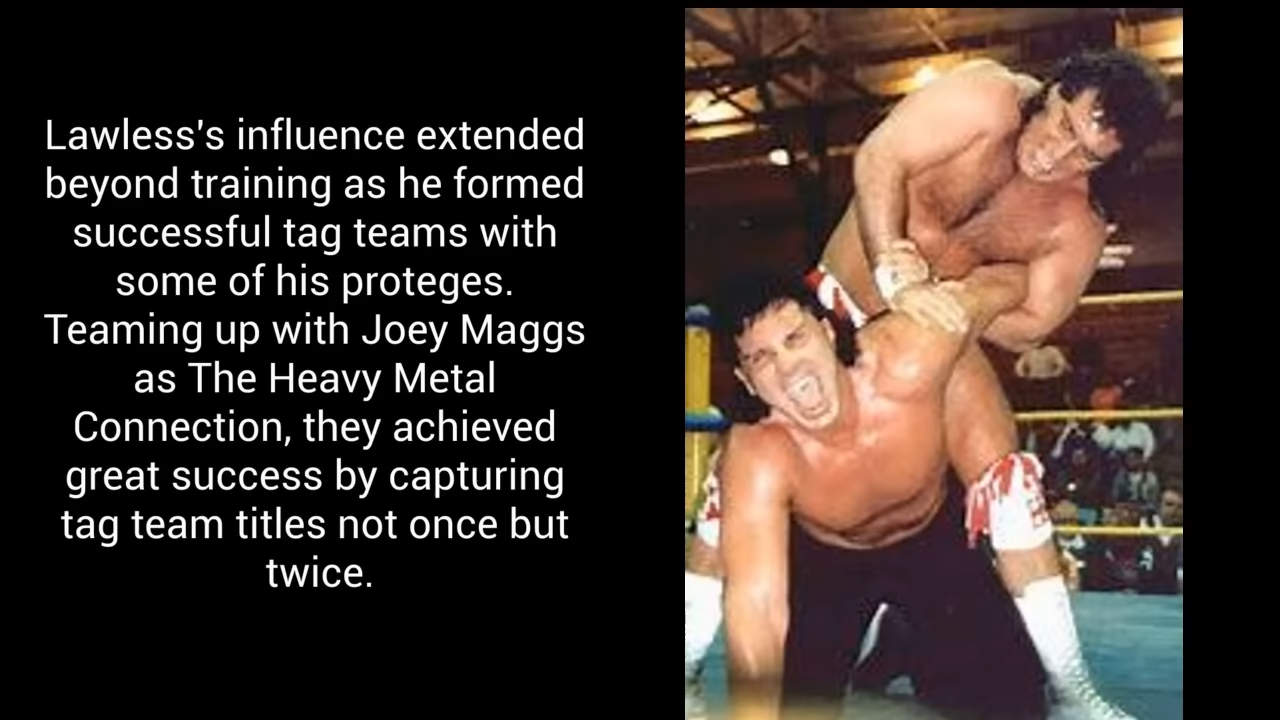 Lawless's influence extended
beyond training as he formed
successful tag teams with
some of his proteges.
Teaming up with Joey Maggs
as The Heavy Metal
Connection, they achieved
great success by capturing
tag team titles not once but
twice.